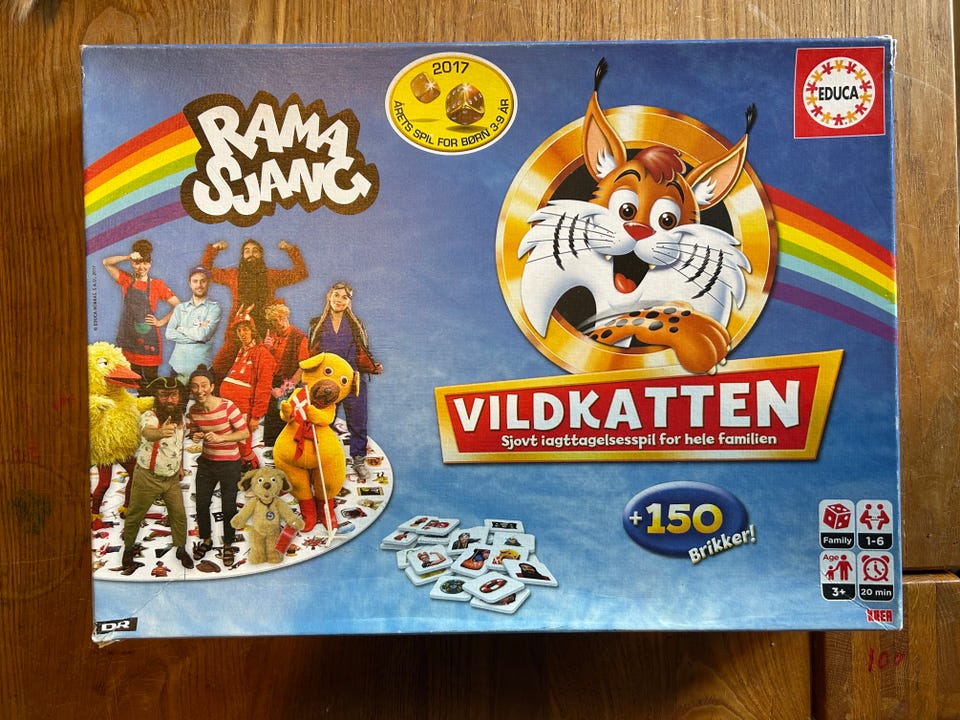 RAMA
SJANG
2017
ÅRETS SPIL FOR BØRN 3-9 ÅR
EDUCA
VILDKATTEN
Sjovt iagttagelsesspil for hele familien
+150
Brikker!
Family
1-6
Age
3+
20 min
DR